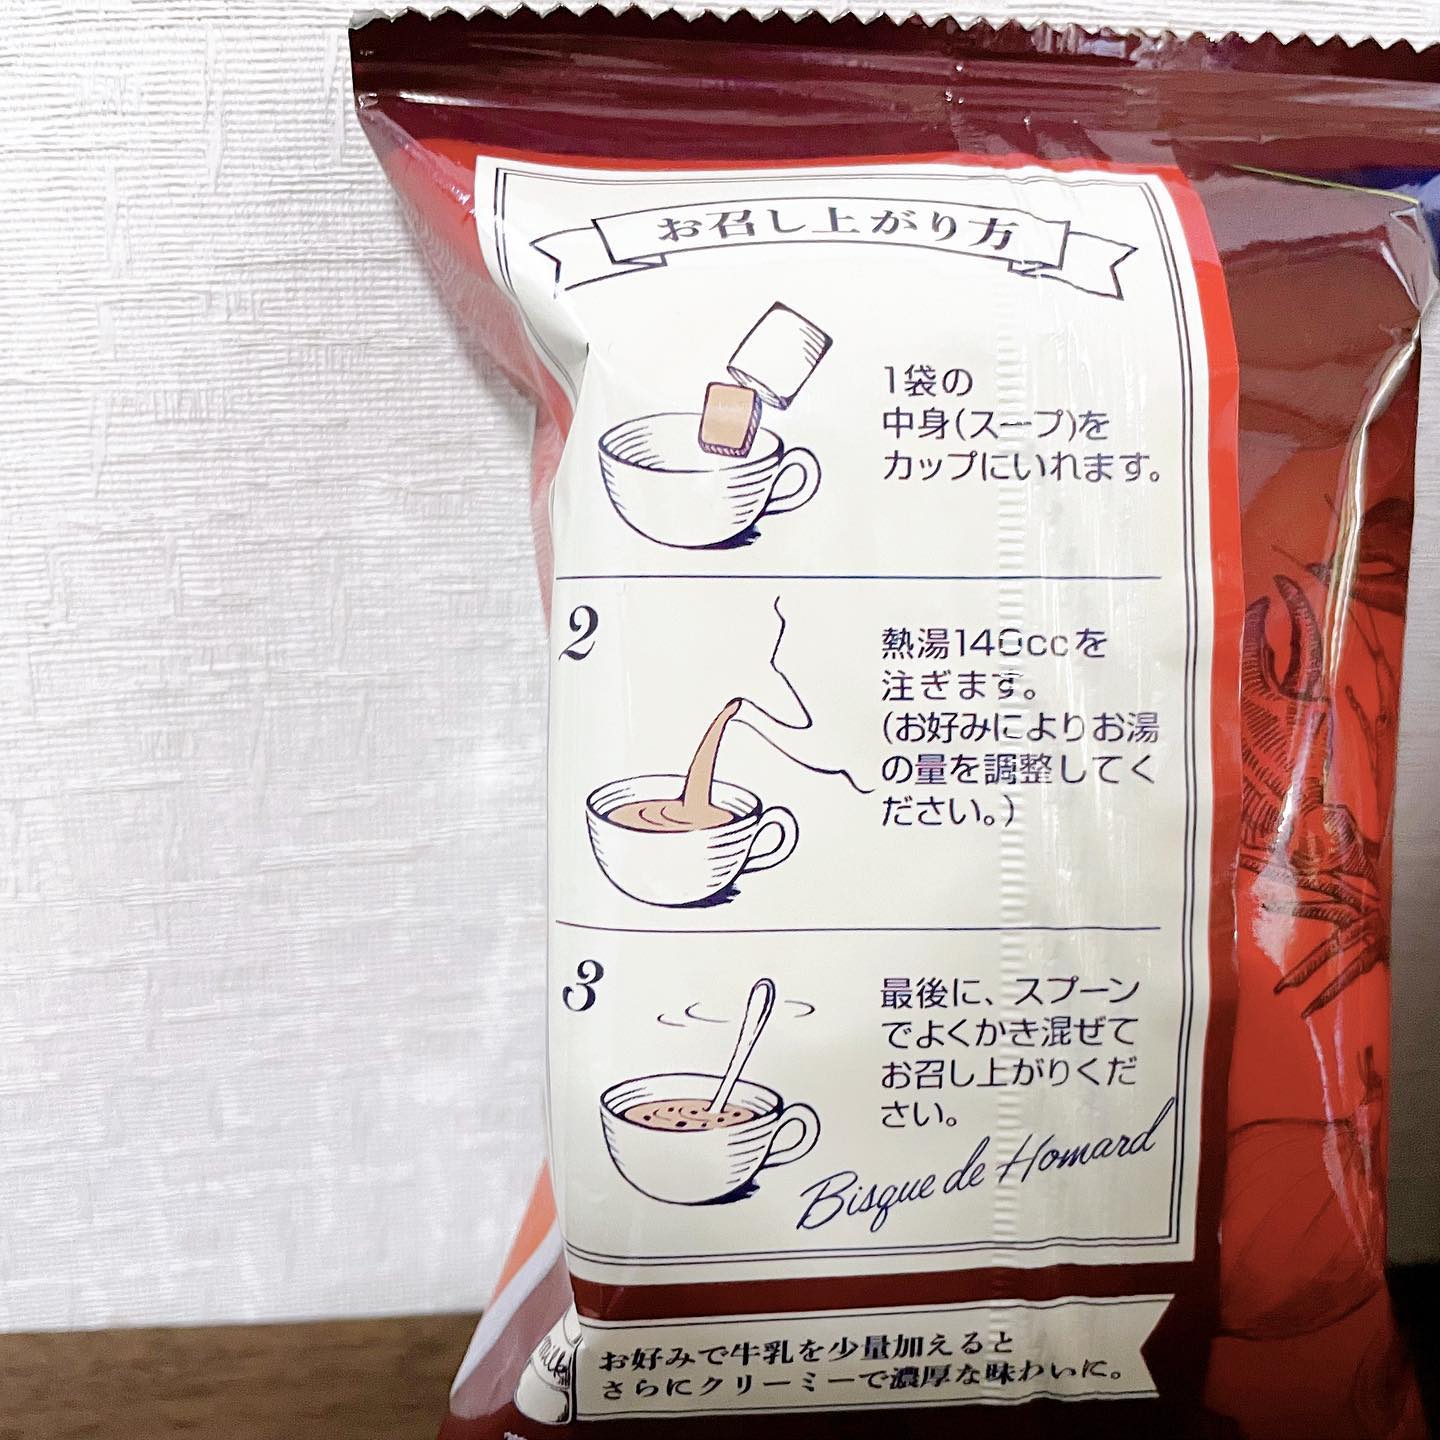 お召し上がり方
1袋の
中身(スープ)を
カップにいれます。
2
熱湯140ccを
注ぎます。
(お好みによりお湯
の量を調整してく
ださい。)
3
最後に、スプーン
でよくかき混ぜて
お召し上がりくだ
さい。
Bisque de Homard
お好みで牛乳を少量加えると
さらにクリーミーで濃厚な味わいに。